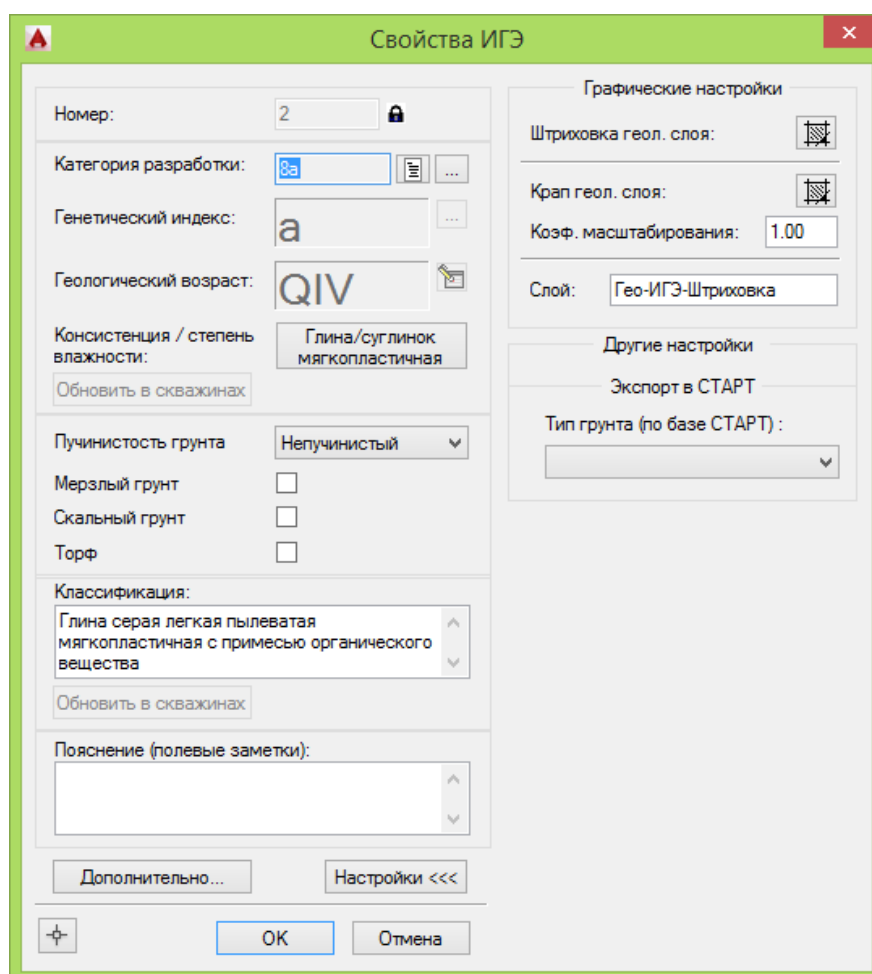 Свойства ИГЭ
Номер:
2
Категория разработки:
8а
...
Генетический индекс:
а
...
Геологический возраст:
QIV
Консистенция / степень
влажности:
Глина/суглинок
мягкопластичная
Обновить в скважинах
Пучинистость грунта
Непучинистый
Мерзлый грунт
Скальный грунт
Торф
Классификация:
Глина серая легкая пылеватая
мягкопластичная с примесью органического
вещества
Обновить в скважинах
Пояснение (полевые заметки):
Дополнительно...
Настройки <<<
OK
Отмена
Графические настройки
Штриховка геол. слоя:
Крап геол. слоя:
Коэф. масштабирования:
1.00
Слой:
Гео-ИГЭ-Штриховка
Другие настройки
Экспорт в СТАРТ
Тип грунта (по базе СТАРТ) :